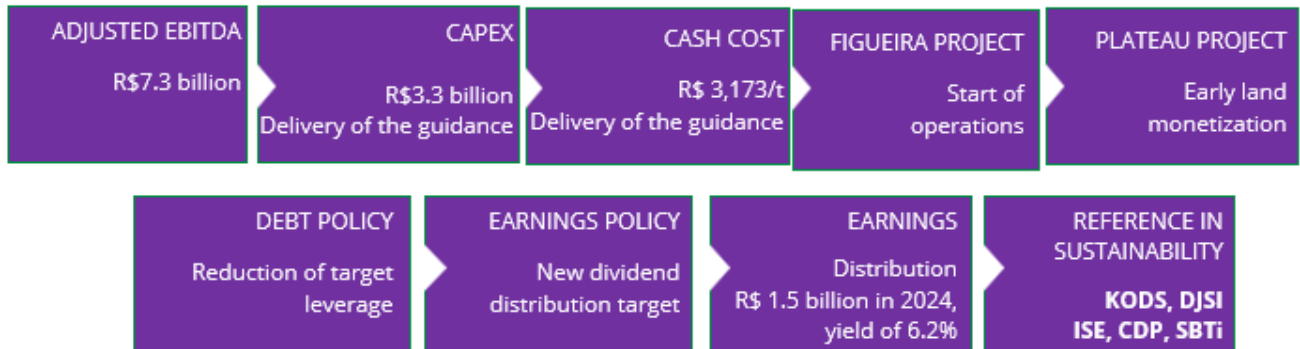 ADJUSTED EBITDA
R$7.3 billion
CAPEX
R$3.3 billion
Delivery of the guidance
CASH COST
R$ 3,173/t
Delivery of the guidance
FIGUEIRA PROJECT
Start of
operations
PLATEAU PROJECT
Early land
monetization
DEBT POLICY
Reduction of target
leverage
EARNINGS POLICY
New dividend
distribution target
EARNINGS
Distribution
R$ 1.5 billion in 2024,
yield of 6.2%
REFERENCE IN
SUSTAINABILITY
KODS, DJSI
ISE, CDP, SBTi